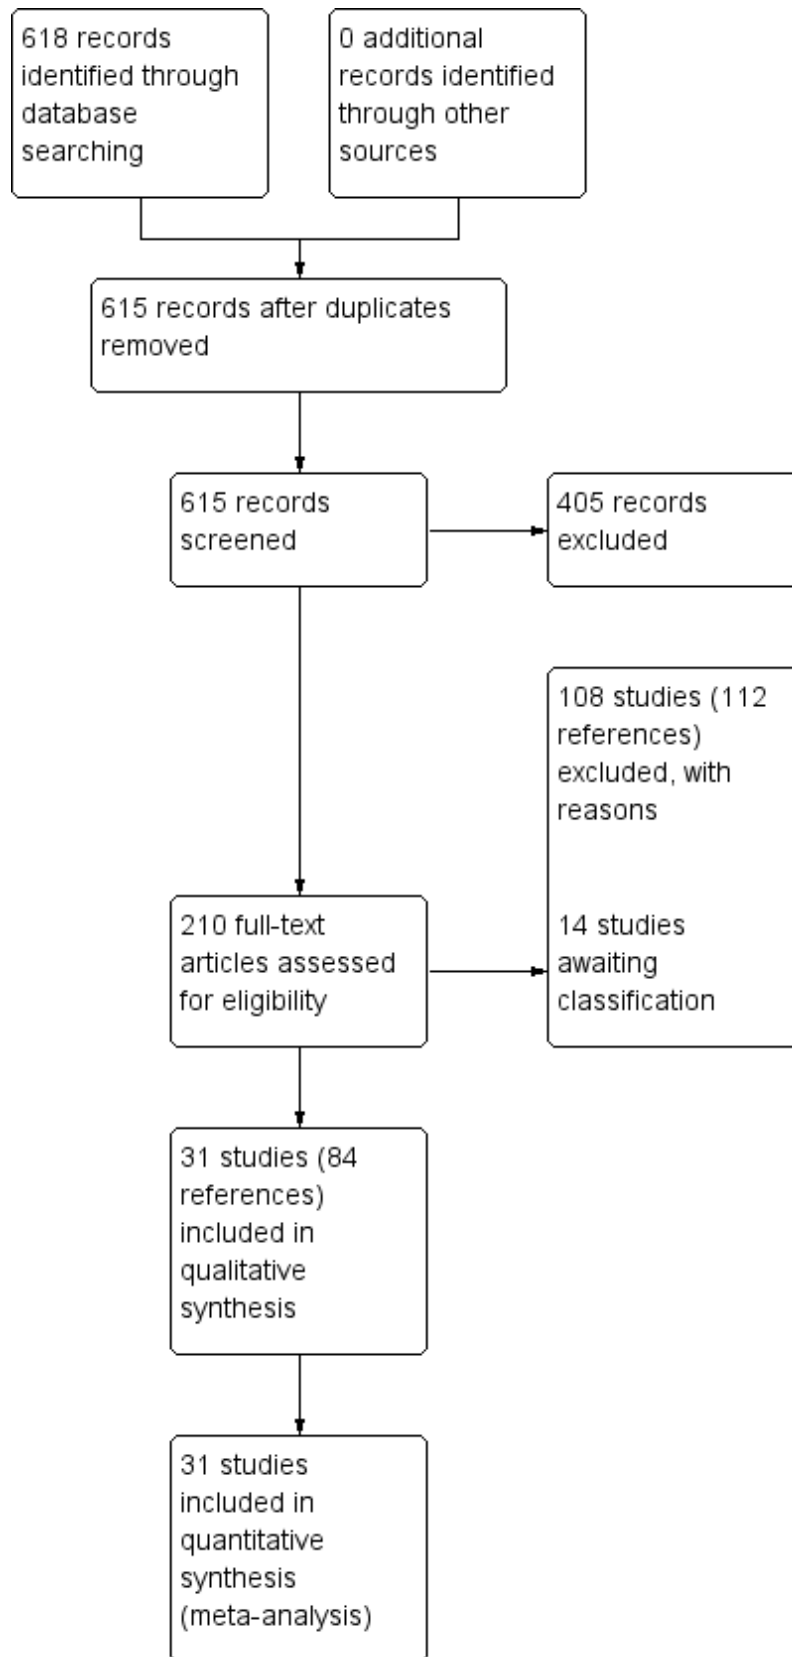 618 records
identified through
database
searching
0 additional
records identified
through other
sources
615 records after duplicates
removed
615 records
screened
405 records
excluded
108 studies (112
references)
excluded, with
reasons
14 studies
awaiting
classification
210 full-text
articles assessed
for eligibility
31 studies (84
references)
included in
qualitative
synthesis
31 studies
included in
quantitative
synthesis
(meta-analysis)